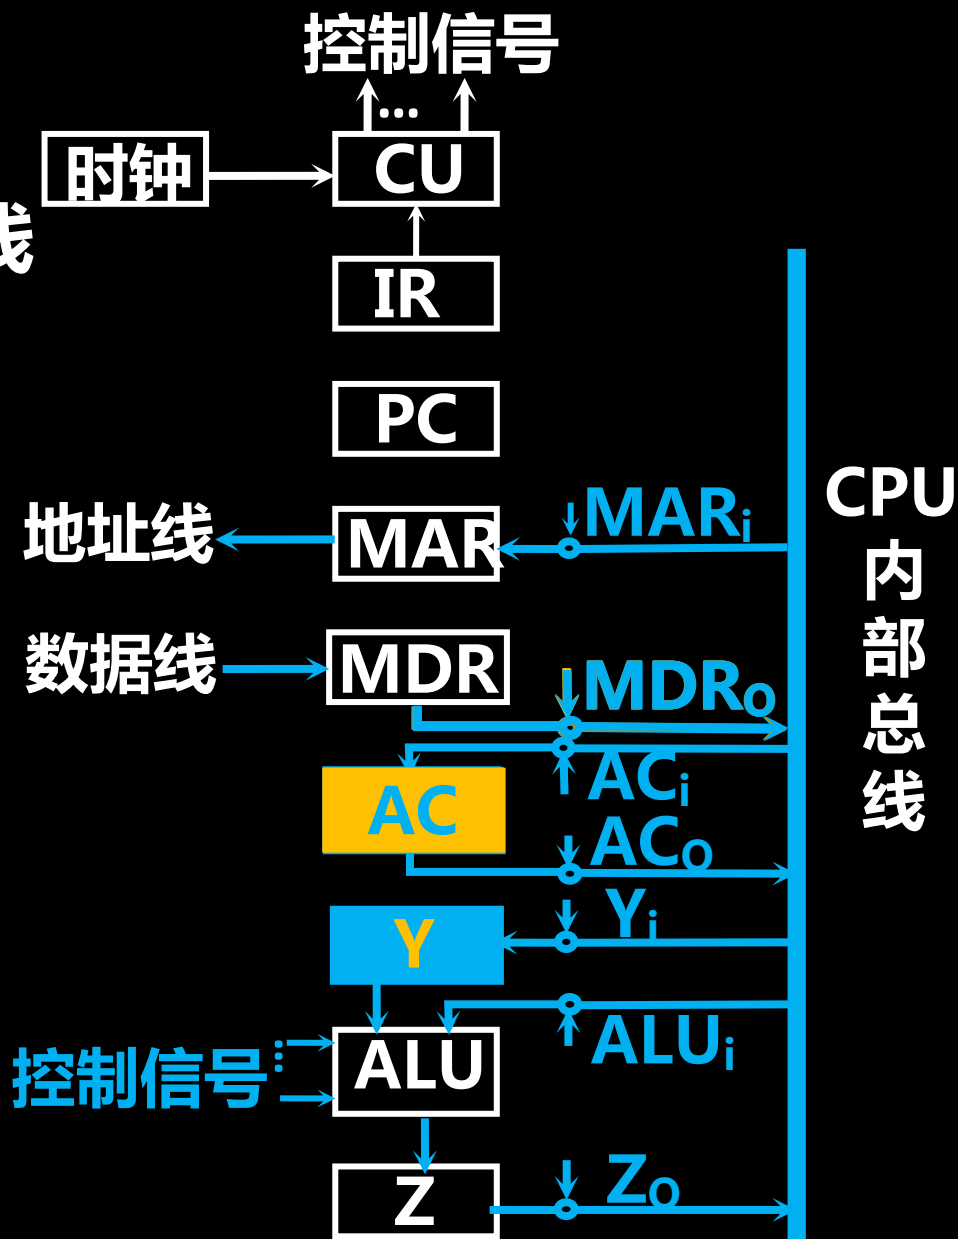 控制信号
...
时钟
CU
线
IR
PC
CPU
内
部
总
线
MARi
地址线
MAR
数据线
MDR
MDRO
ACi
AC
ACO
Yi
Y
ALUi
控制信号
ALU
ZO
Z